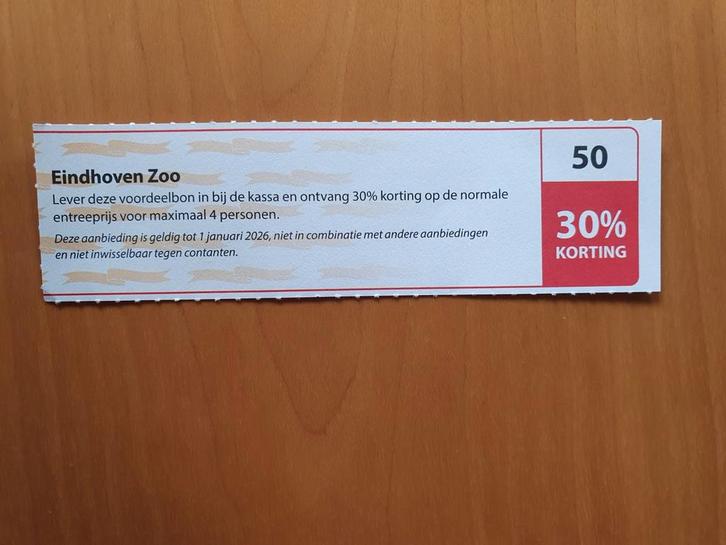 Eindhoven Zoo
Lever deze voordeelbon in bij de kassa en ontvang 30% korting op de normale
entreeprijs voor maximaal 4 personen.
Deze aanbieding is geldig tot 1 januari 2026, niet in combinatie met andere aanbiedingen
en niet inwisselbaar tegen contanten.
50
30%
KORTING